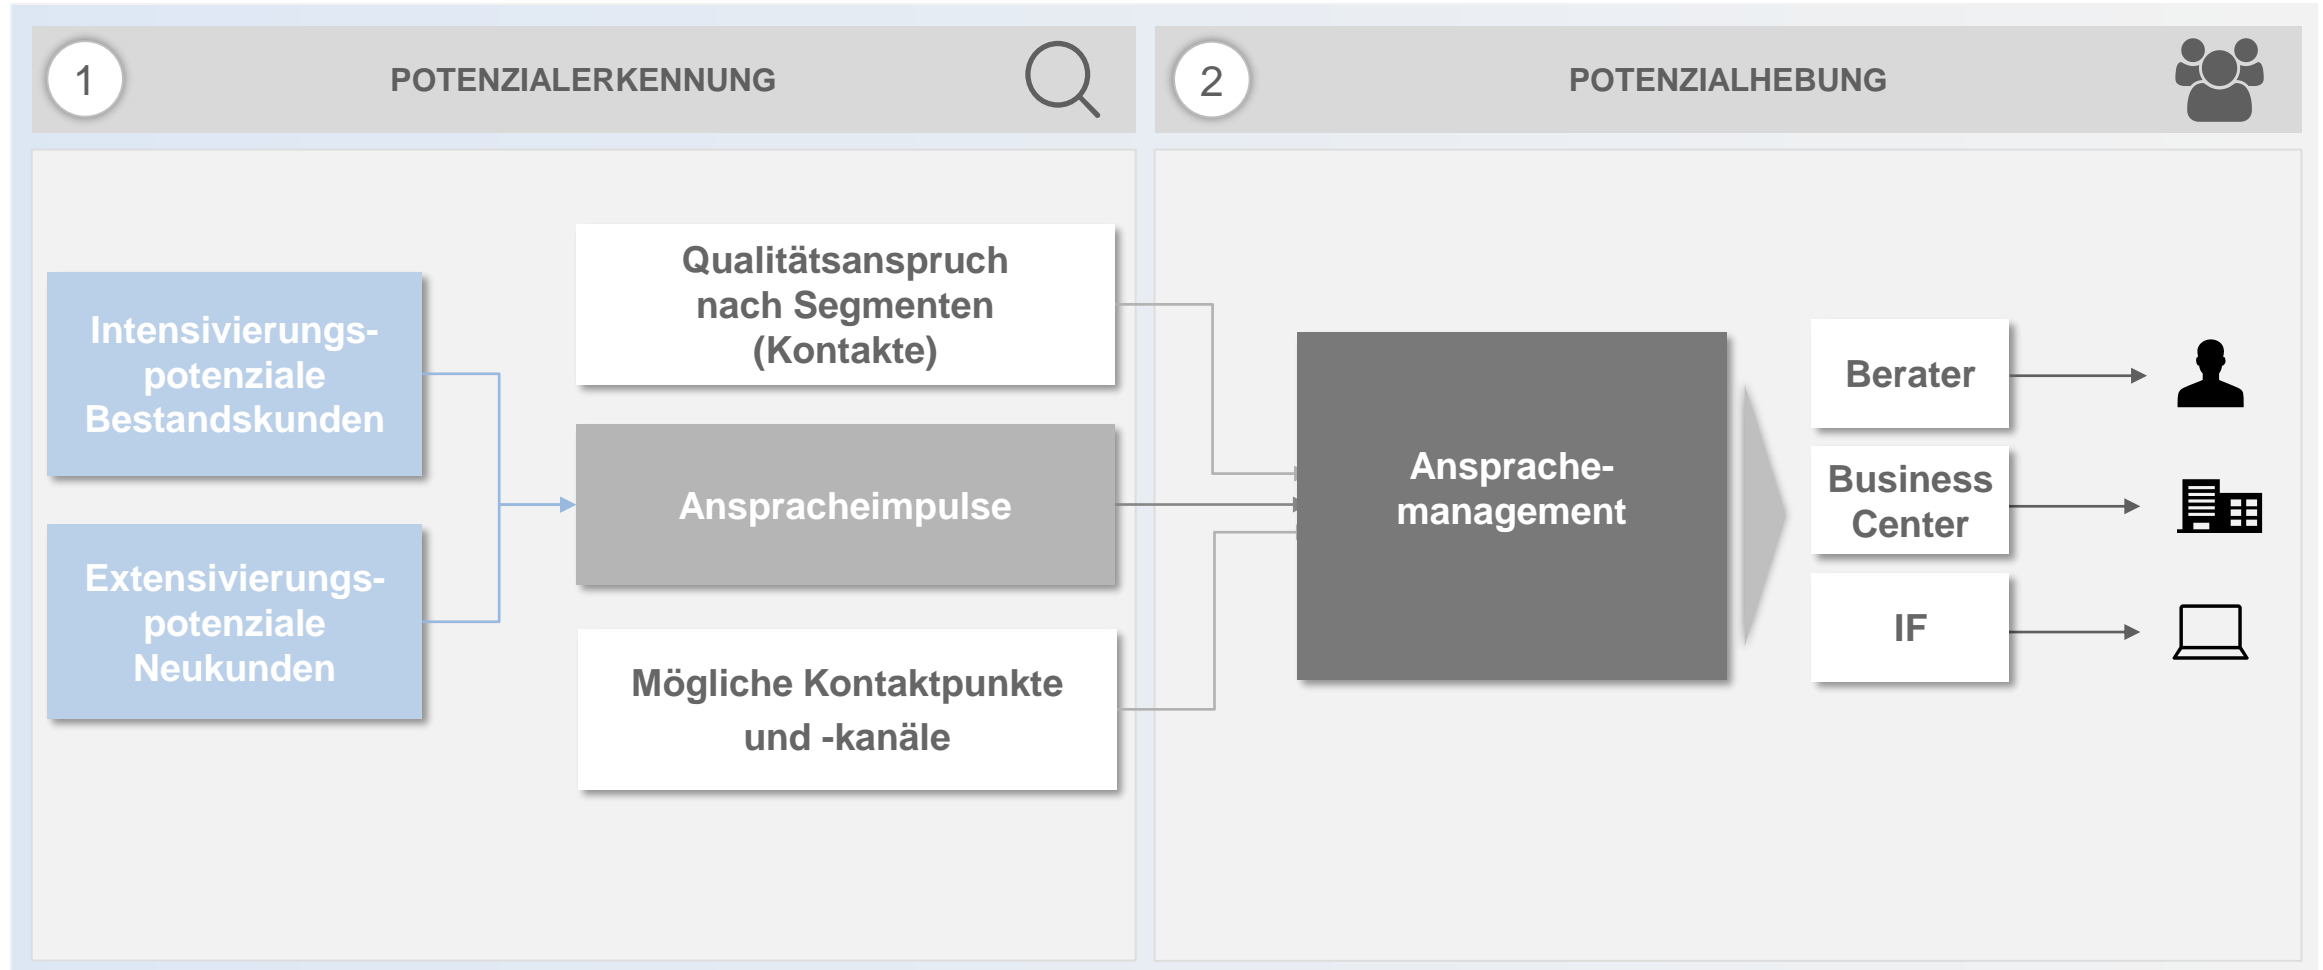 1
POTENZIALERKENNUNG
2
POTENZIALHEBUNG
Intensivierungs-
potenziale
Bestandskunden
Extensivierungs-
potenziale
Neukunden
Qualitätsanspruch
nach Segmenten
(Kontakte)
Anspracheimpulse
Mögliche Kontaktpunkte
und -kanäle
Ansprache-
management
Berater
Business
Center
IF